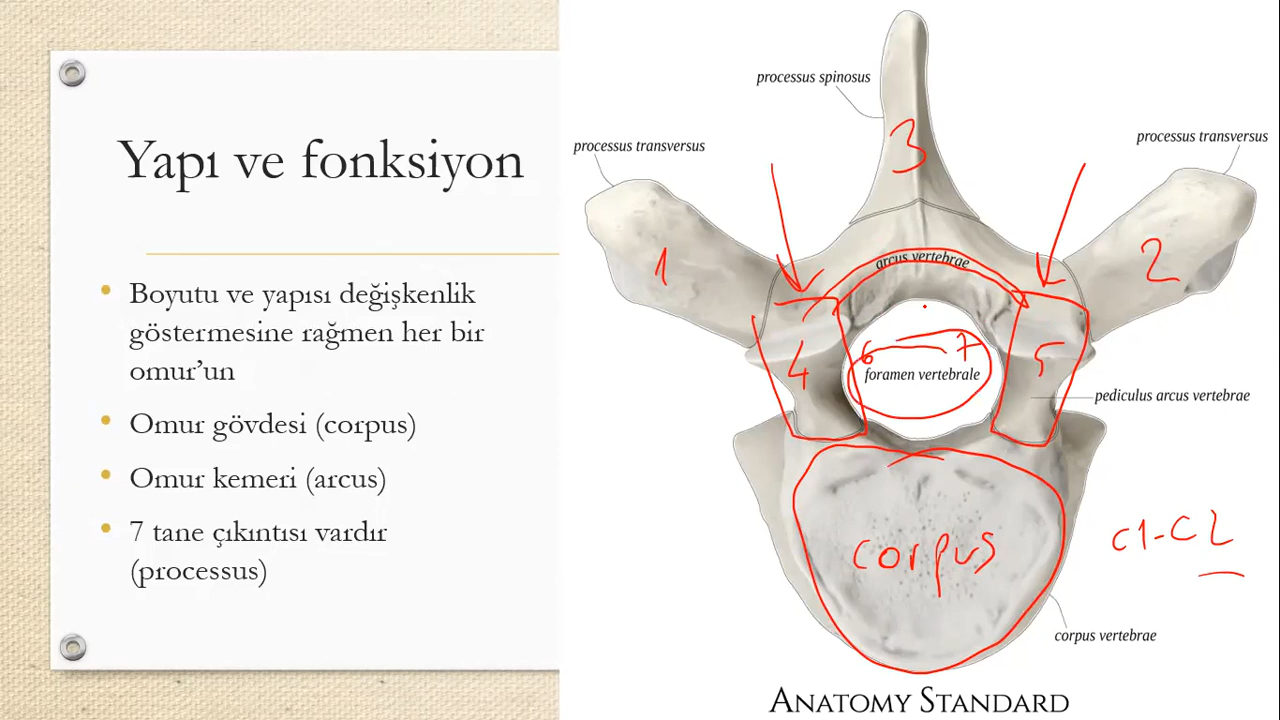 Yapı ve fonksiyon
Boyutu ve yapısı değişkenlik
göstermesine rağmen her bir
omur’un
Omur gövdesi (corpus)
Omur kemeri (arcus)
7 tane çıkıntısı vardır
(processus)
processus spinosus
processus transversus
processus transversus
3
1
2
arcus vertebrae
4
6
7
5
foramen vertebrale
pediculus arcus vertebrae
corpus
C1-C2
corpus vertebrae
ANATOMY STANDARD